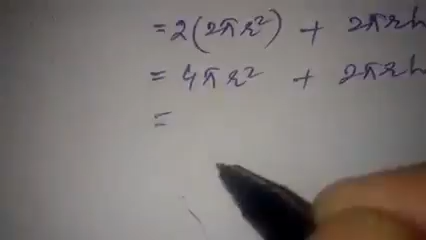 = 2(2πr²) + 2πrh
= 4πr² + 2πrh
=